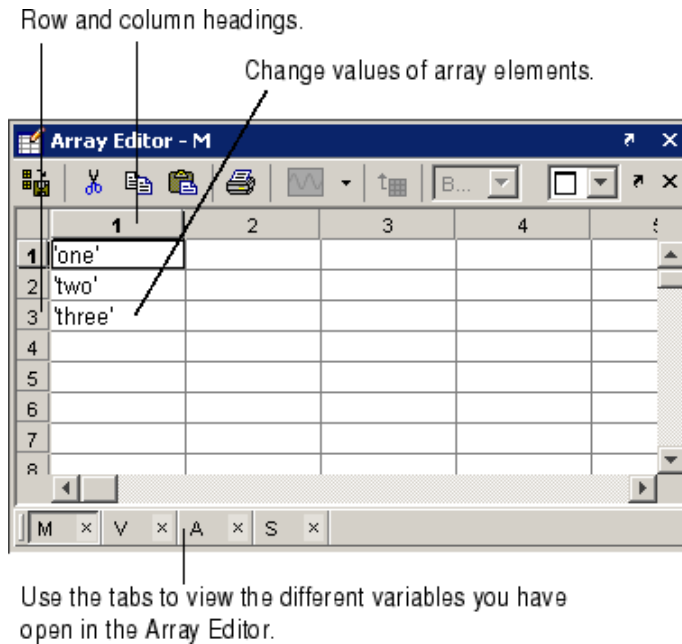 Row and column headings.
Change values of array elements.
Array Editor - M
B...
1 2 3 4
1 'one'
2 'two'
3 'three'
4
5
6
7
8
M × V × A × S ×
Use the tabs to view the different variables you have
open in the Array Editor.